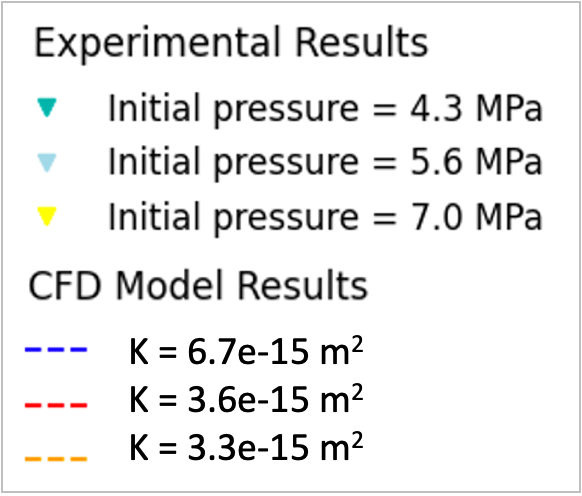 Experimental Results
Initial pressure = 4.3 MPa
Initial pressure = 5.6 MPa
Initial pressure = 7.0 MPa
CFD Model Results
K = 6.7e-15 m²
K = 3.6e-15 m²
K = 3.3e-15 m²